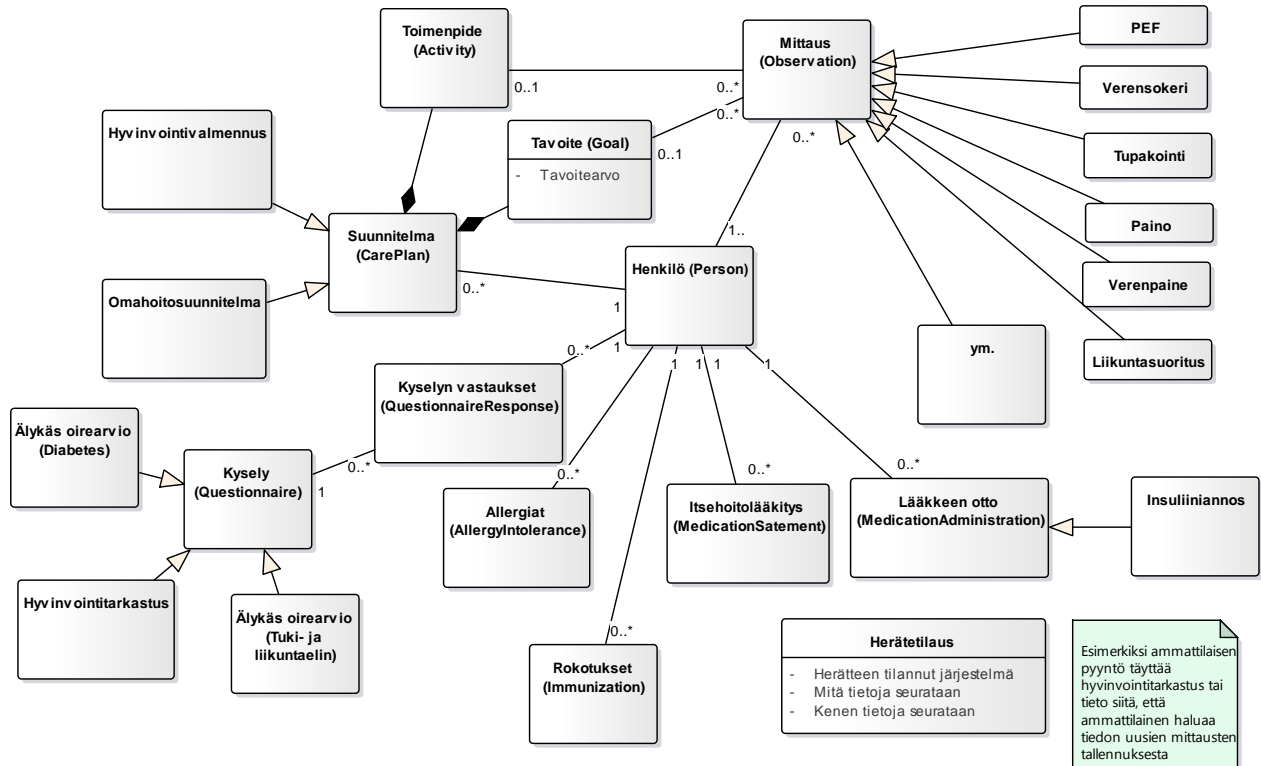 Toimenpide
(Activity)
0..1
0..*
Mittaus
(Observation)
PEF
Verensokeri
Tupakointi
Paino
Verenpaine
Liikuntasuoritus
ym.
0..*
0..*
0..1
Tavoite (Goal)
- Tavoitearvo
Hyvinvointivalmennus
Suunnitelma
(CarePlan)
0..*
1
Omahoitosuunnitelma
1..
Henkilö (Person)
0..*
1
Kyselyn vastaukset
(QuestionnaireResponse)
0..*
1
Älykäs oirearvio
(Diabetes)
Kysely
(Questionnaire)
Hyvinvointitarkastus
Älykäs oirearvio
(Tuki- ja
liikuntaelin)
0..*
Allergiat
(AllergyIntolerance)
1
0..*
Rokotukset
(Immunization)
1
1
0..*
Itsehoitolääkitys
(MedicationSatement)
1
0..*
Lääkkeen otto
(MedicationAdministration)
Insuliiniannos
Herätetilaus
- Herätteen tilannut järjestelmä
- Mitä tietoja seurataan
- Kenen tietoja seurataan
Esimerkiksi ammattilaisen
pyyntö täyttää
hyvinvointitarkastus tai
tieto siitä, että
ammattilainen haluaa
tiedon uusien mittausten
tallennuksesta